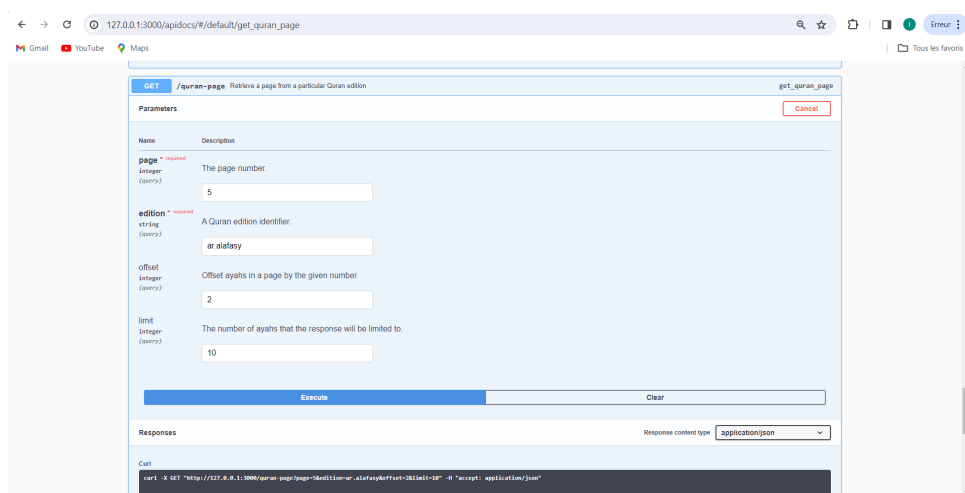 127.0.0.1:3000/apidocs/#/default/get_quran_page
Erreur
Gmail YouTube Maps
Tous les favoris
GET /quran-page Retrieve a page from a particular Quran edition get_quran_page
Parameters Cancel
Name Description
page * required
integer
(query)
The page number.
5
edition * required
string
(query)
A Quran edition identifier.
ar.alafasy
offset
integer
(query)
Offset ayahs in a page by the given number.
2
limit
integer
(query)
The number of ayahs that the response will be limited to.
10
Execute Clear
Responses Response content type application/json
Curl
curl -X GET "http://127.0.0.1:3000/quran-page?page=5&edition=ar.alafasy&offset=2&limit=10" -H "accept: application/json"